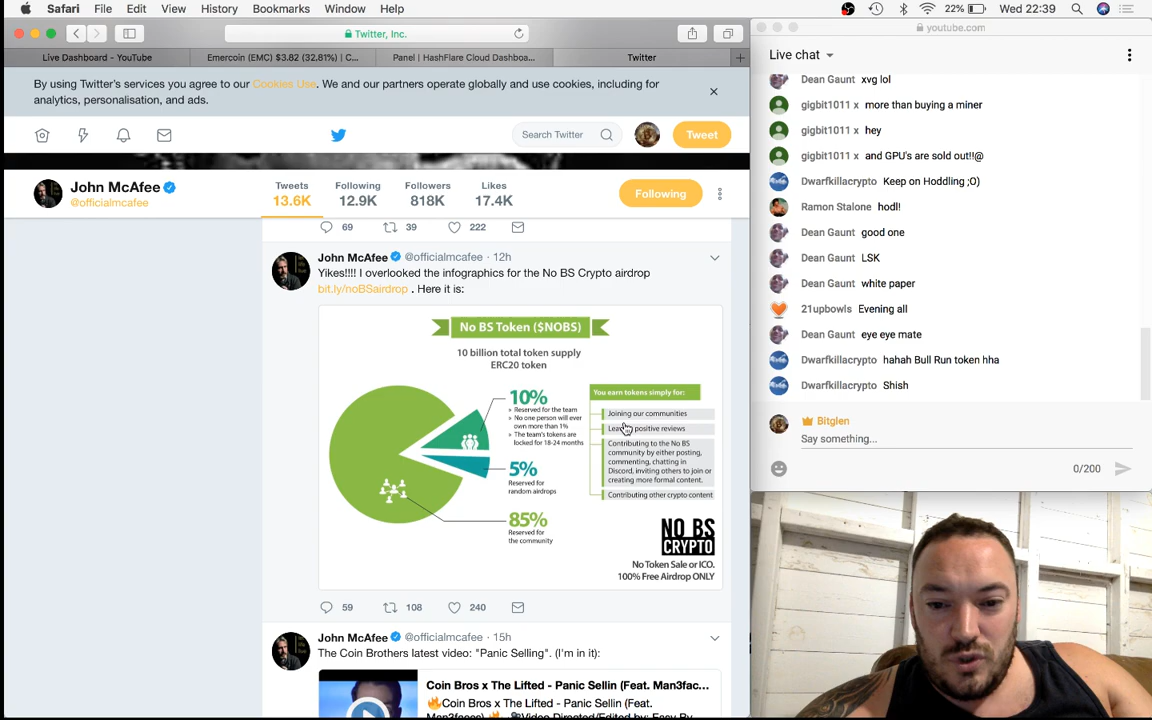 Safari File Edit View History Bookmarks Window Help
22% Wed 22:39
Twitter, Inc.
youtube.com
Live Dashboard - YouTube
Emercoin (EMC) $3.82 (32.81%) | C...
Panel | HashFlare Cloud Dashboa...
Twitter
By using Twitter's services you agree to our Cookies Use. We and our partners operate globally and use cookies, including for
analytics, personalisation, and ads.
Search Twitter
Tweet
John McAfee
@officialmcafee
Tweets
13.6K
Following
12.9K
Followers
818K
Likes
17.4K
Following
69 39 222
John McAfee @officialmcafee · 12h
Yikes!!!! I overlooked the infographics for the No BS Crypto airdrop
bit.ly/noBSairdrop . Here it is:
No BS Token ($NOBS)
10 billion total token supply
ERC20 token
10%
» Reserved for the team
» No one person will ever
own more than 1%
» The team's tokens are
locked for 18-24 months
5%
Reserved for
random airdrops
85%
Reserved for
the community
You earn tokens simply for:
Joining our communities
positive reviews
Contributing to the No BS
community by either posting,
commenting, chatting in
Discord, inviting others to join or
creating more formal content.
Contributing other crypto content
NO BS
CRYPTO
No Token Sale or ICO.
100% Free Airdrop ONLY
59 108 240
John McAfee @officialmcafee · 15h
The Coin Brothers latest video: "Panic Selling". (I'm in it):
Coin Bros x The Lifted - Panic Sellin (Feat. Man3fac...
Coin Bros x The Lifted - Panic Sellin (Feat.
Live chat
Dean Gaunt xvg lol
gigbit1011 x more than buying a miner
gigbit1011 x hey
gigbit1011 x and GPU's are sold out!!@
Dwarfkillacrypto Keep on Hoddling ;O)
Ramon Stalone hodl!
Dean Gaunt good one
Dean Gaunt LSK
Dean Gaunt white paper
21upbowls Evening all
Dean Gaunt eye eye mate
Dwarfkillacrypto hahah Bull Run token hha
Dwarfkillacrypto Shish
Bitglen
Say something...
0/200